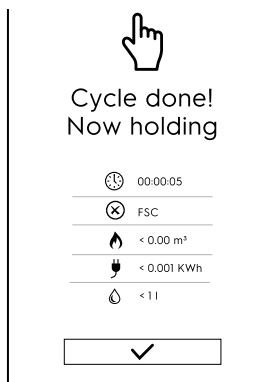 Cycle done!
Now holding
00:00:05
FSC
< 0.00 m³
< 0.001 KWh
< 1 l